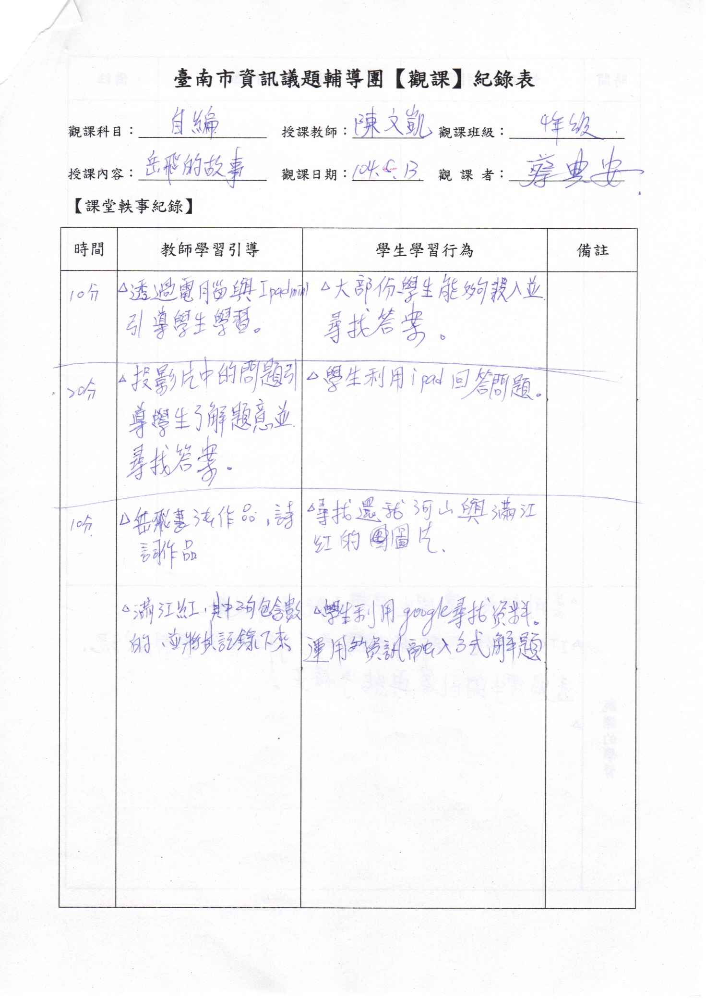 臺南市資訊議題輔導團【觀課】紀錄表
觀課科目：自編 授課教師：陳文凱 觀課班級：4年級
授課內容：岳飛的故事 觀課日期：104.5.13. 觀課者：蔡典安
【課堂軼事紀錄】
時間 教師學習引導 學生學習行為 備註
10分 △透過電腦與Ipadmini △大部份學生能夠投入並
引導學生學習。 尋找答案。
20分 △投影片中的問題引 △學生利用ipad回答問題。
導學生了解題意並
尋找答案。
10分 △岳飛書法作品、詩 △尋找還我河山與滿江
詞作品 紅的圖片、
△滿江紅，其中2句包含數 △學生利用google尋找資料。
的、並將其記錄下來 運用資訊融入方式解題